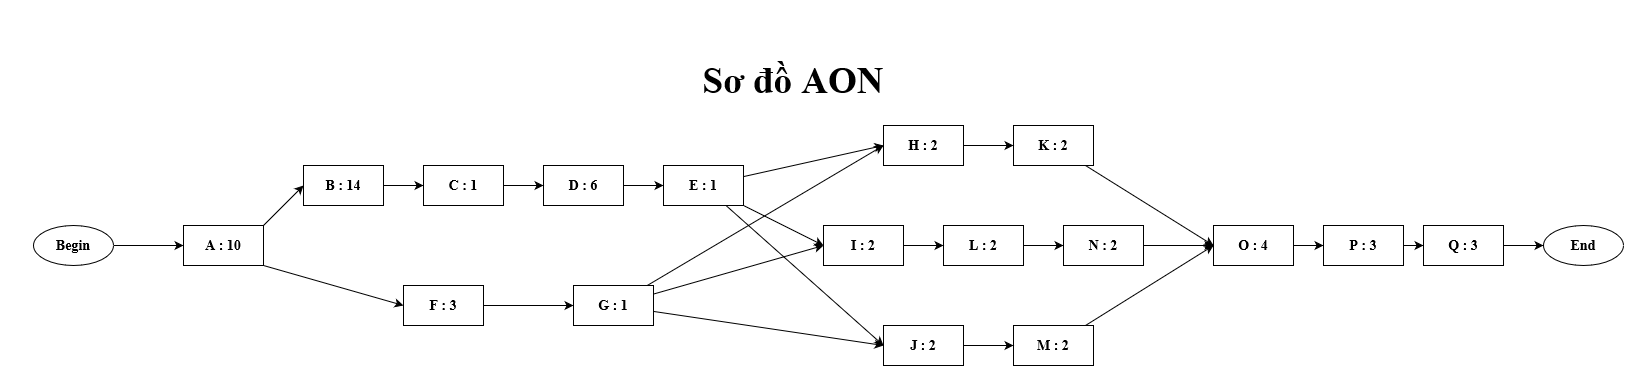 Sơ đồ AON
H : 2
K : 2
B : 14
C : 1
D : 6
E : 1
Begin
A : 10
I : 2
L : 2
N : 2
O : 4
P : 3
Q : 3
End
F : 3
G : 1
J : 2
M : 2